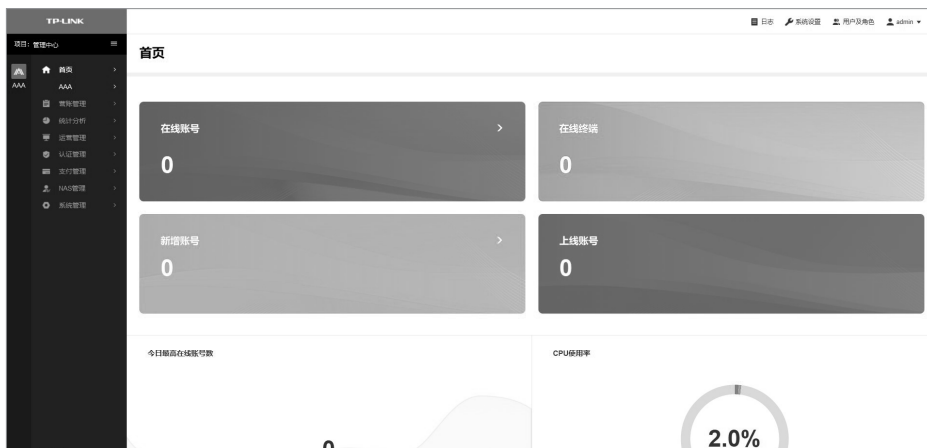 TP-LINK
日志 系统设置 用户及角色 admin
项目：管理中心
首页
首页
AAA
AAA
营账管理
统计分析
运营管理
认证管理
支付管理
NAS管理
系统管理
在线账号
0
在线终端
0
新增账号
0
上线账号
0
今日最高在线账号数
0
CPU使用率
2.0%